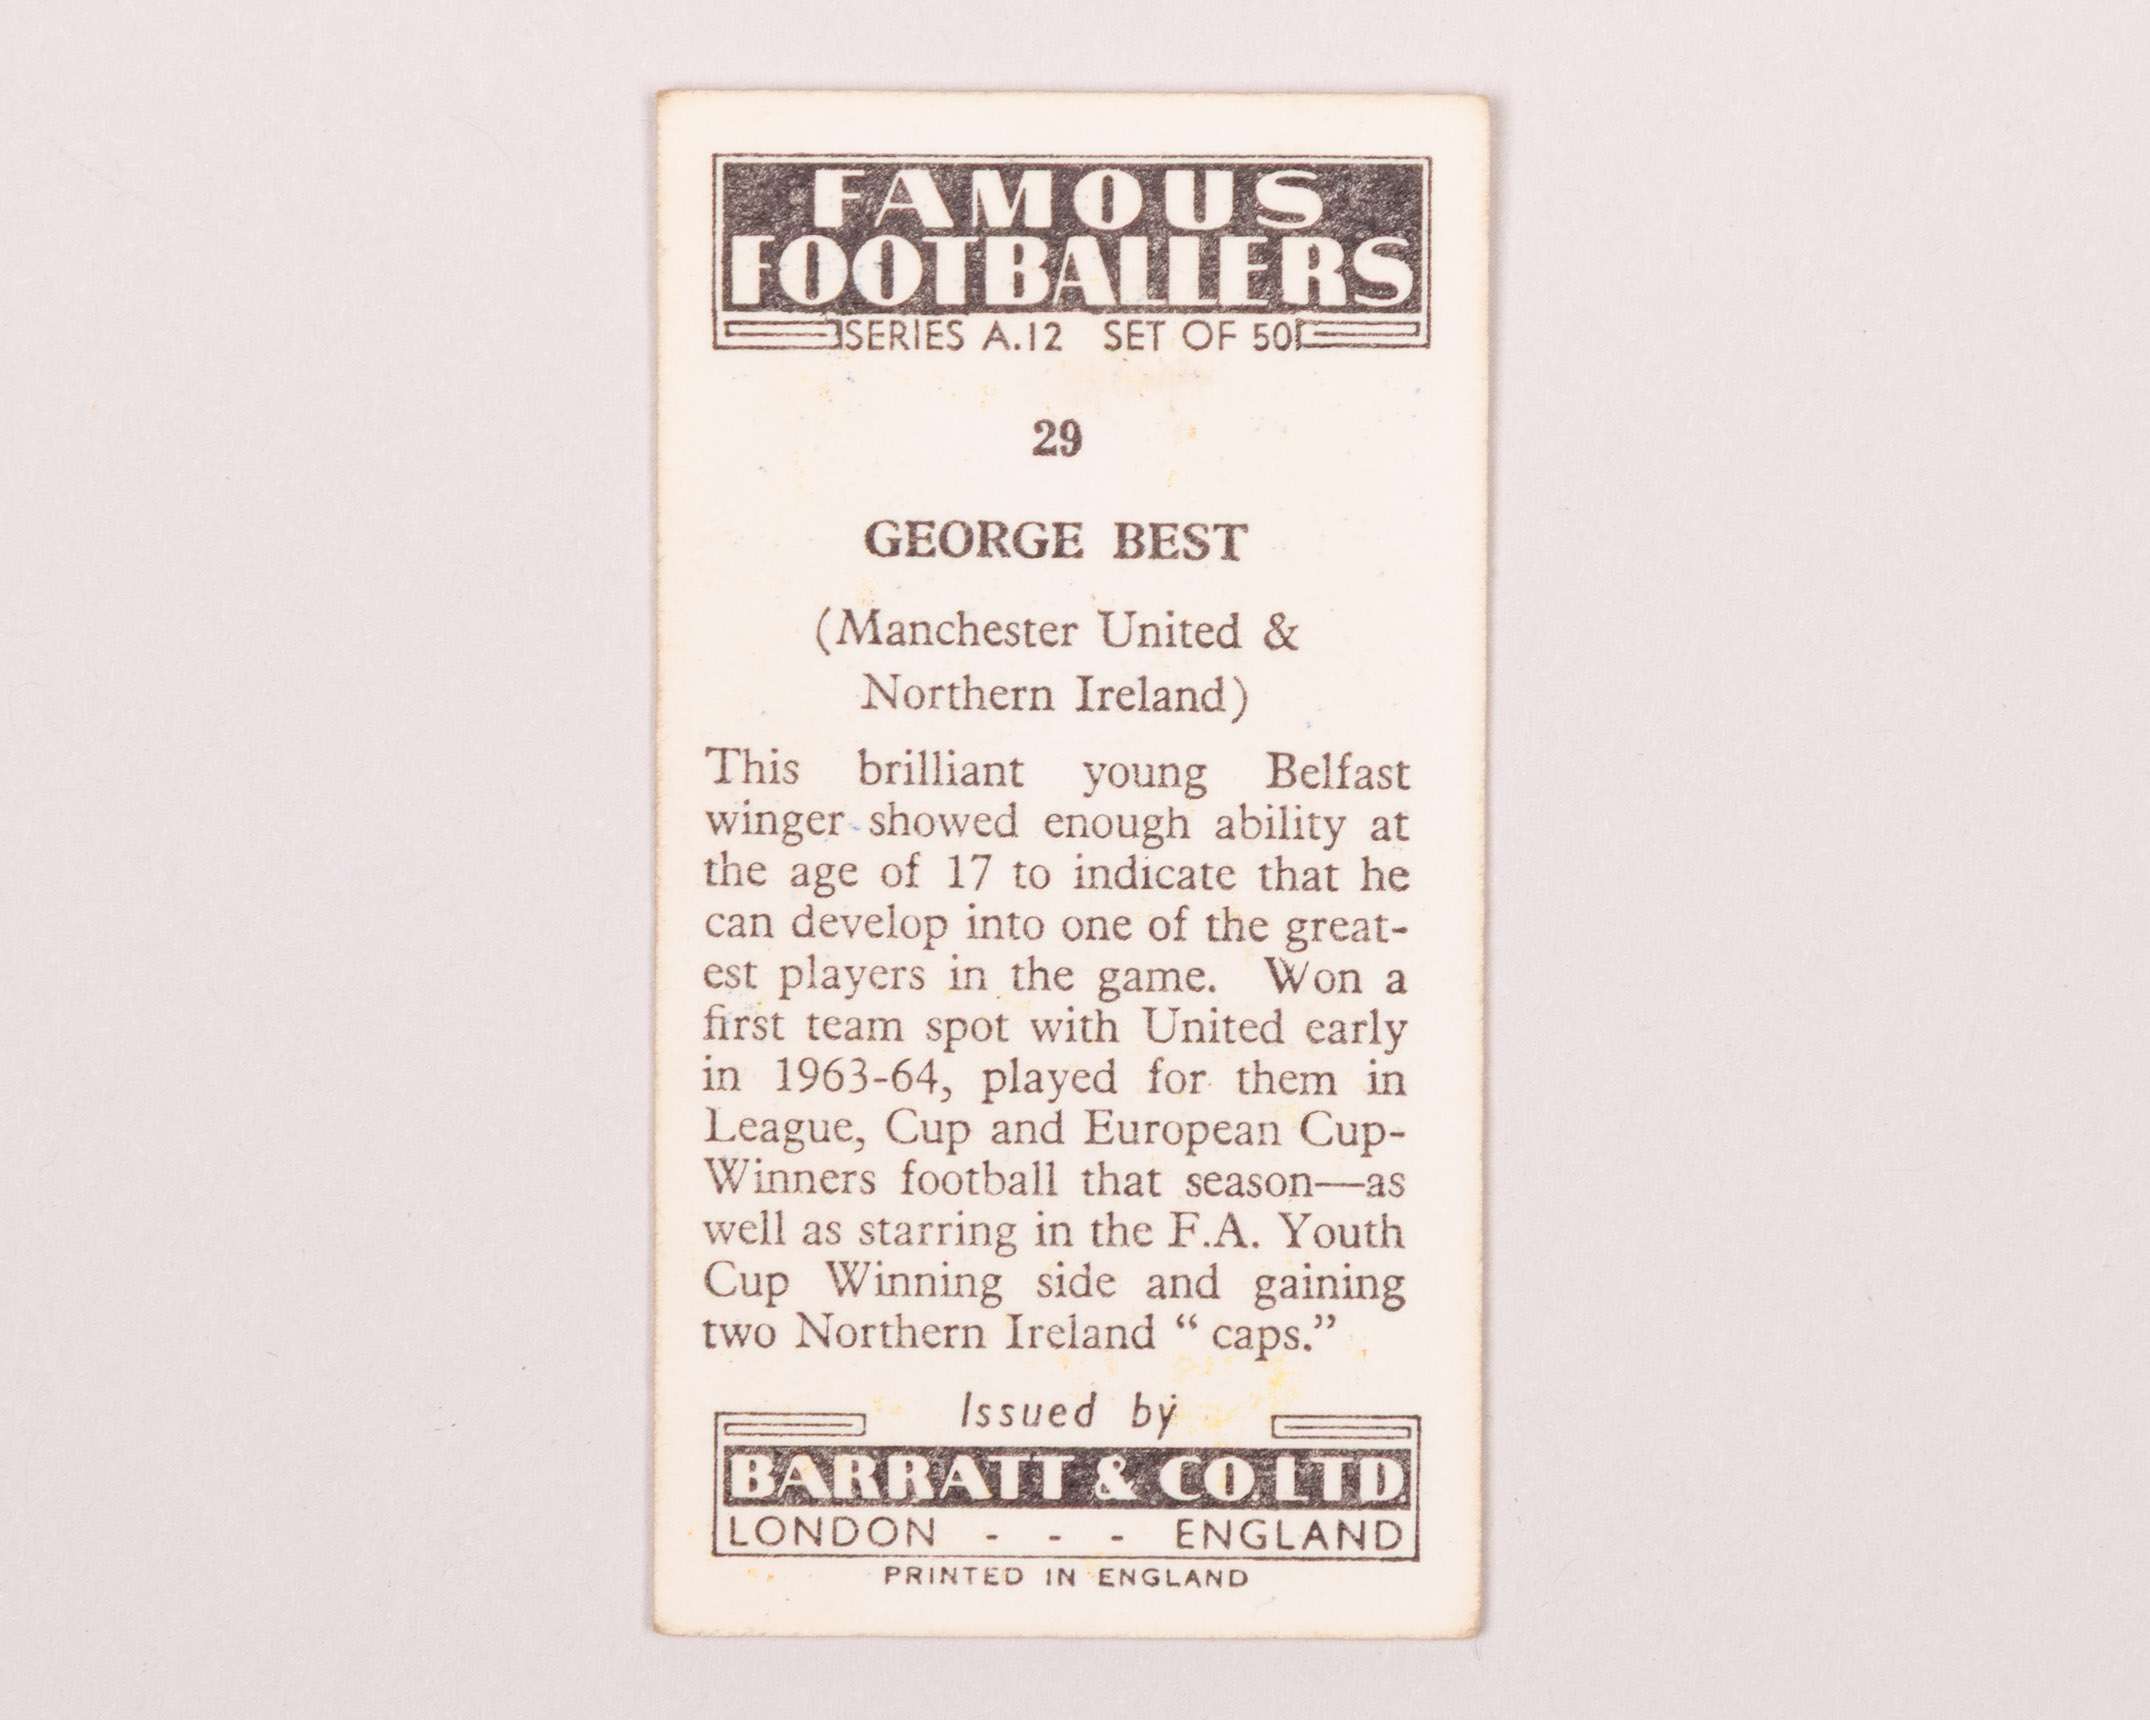 FAMOUS
FOOTBALLERS
SERIES A.12 SET OF 50
29
GEORGE BEST
(Manchester United &
Northern Ireland)
This brilliant young Belfast
winger showed enough ability at
the age of 17 to indicate that he
can develop into one of the great-
est players in the game. Won a
first team spot with United early
in 1963-64, played for them in
League, Cup and European Cup-
Winners football that season—as
well as starring in the F.A. Youth
Cup Winning side and gaining
two Northern Ireland “ caps.”
Issued by
BARRATT & CO. LTD.
LONDON - - - ENGLAND
PRINTED IN ENGLAND